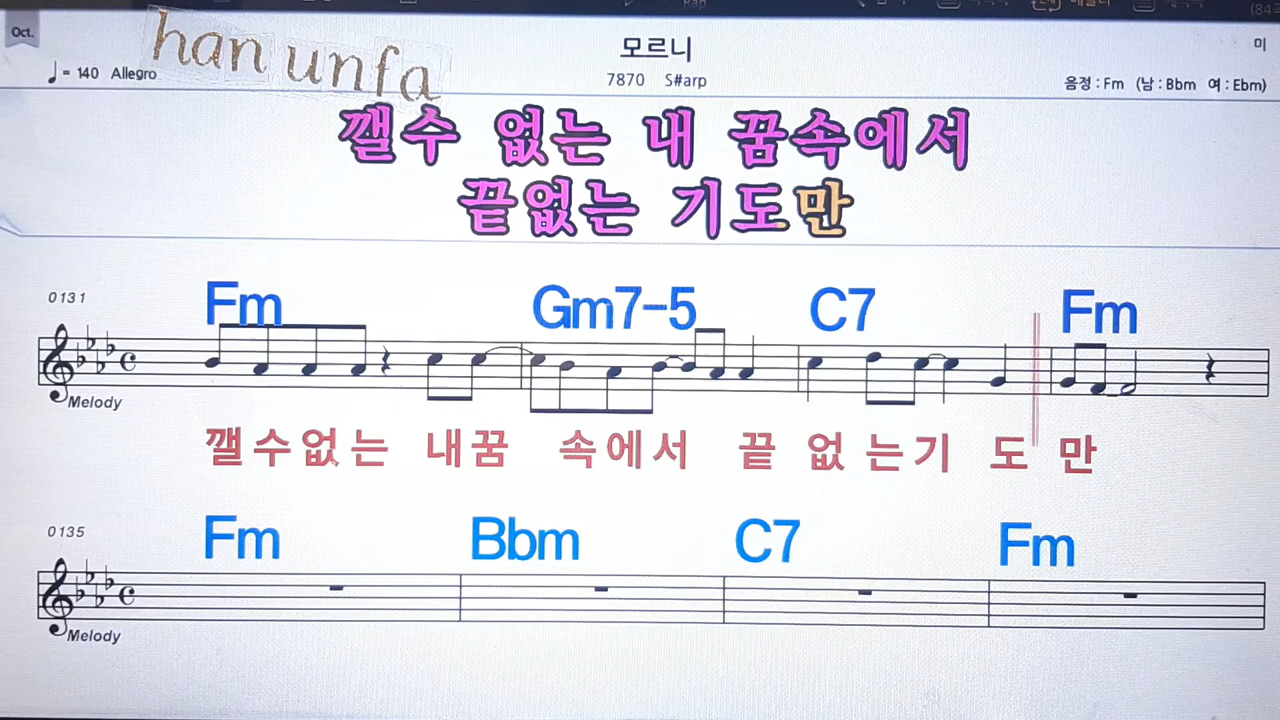 Oct.
han unfa
모르니
미
♩= 140 Allegro
7870 S#arp
음정 : Fm (남 : Bbm 여 : Ebm)
깰수 없는 내 꿈속에서
끝없는 기도만
0131
Fm Gm7-5 C7 Fm
Melody
깰수없는 내꿈 속에서 끝 없 는기 도 만
0135
Fm Bbm C7 Fm
Melody